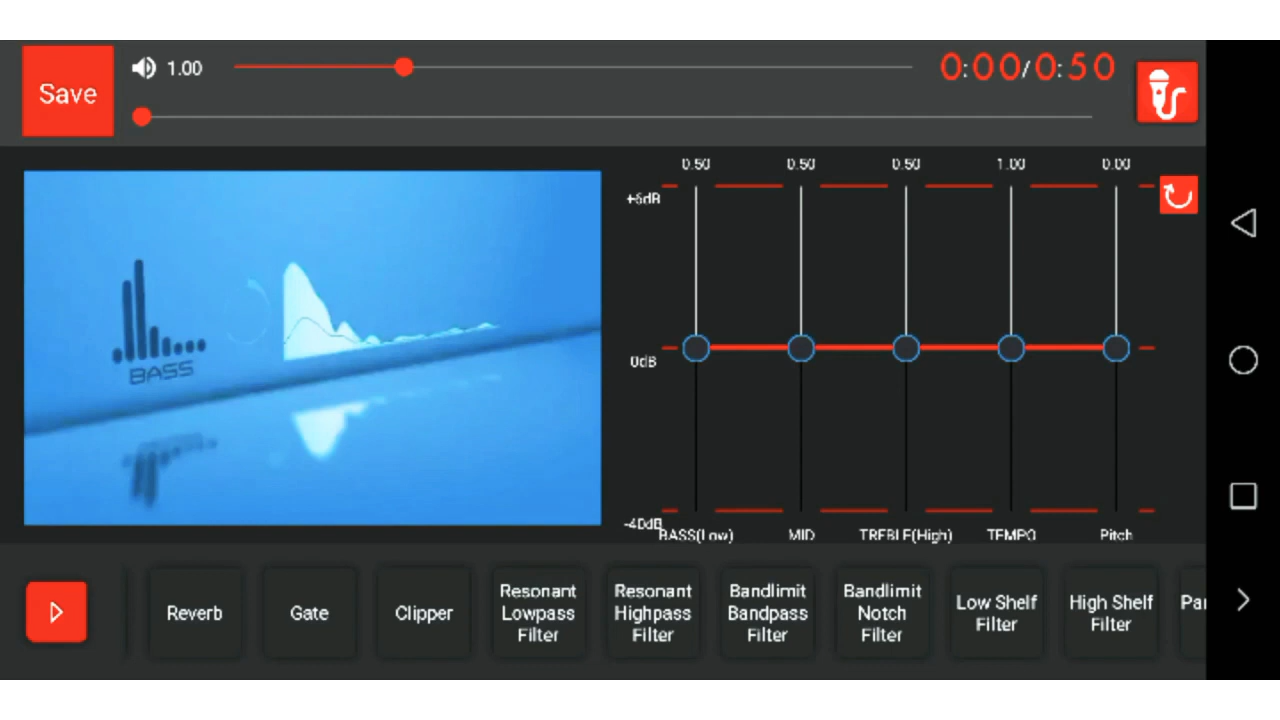 Save
1.00
0:00/0:50
0.50 0.50 0.50 1.00 0.00
+6dB
0dB
-40dB
BASS(Low) MID TREBLE(High) TEMPO Pitch
BASS
Reverb
Gate
Clipper
Resonant
Lowpass
Filter
Resonant
Highpass
Filter
Bandlimit
Bandpass
Filter
Bandlimit
Notch
Filter
Low Shelf
Filter
High Shelf
Filter